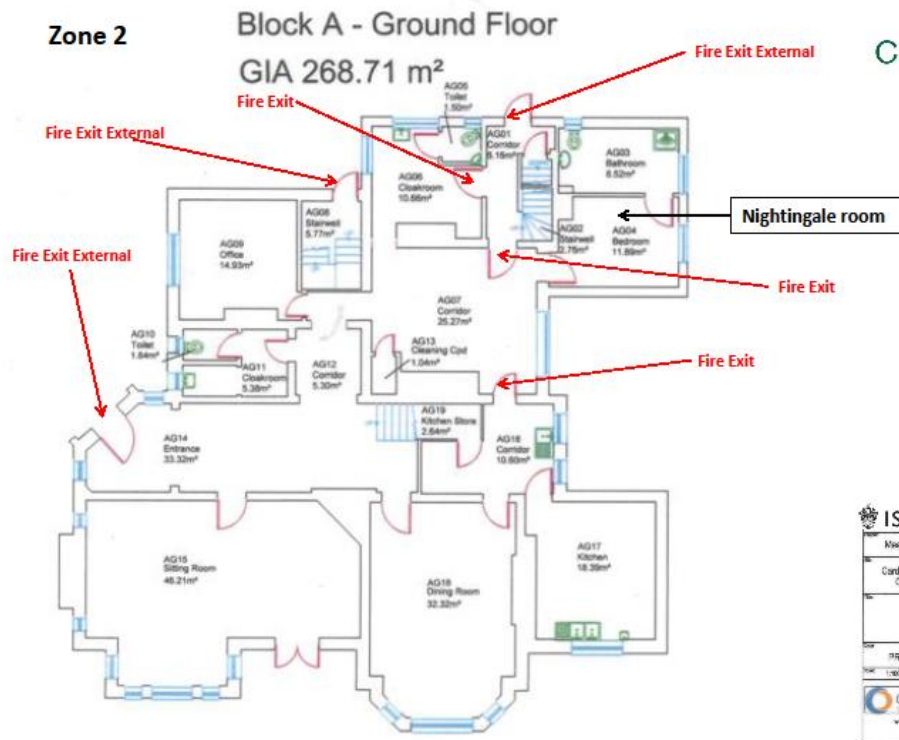 Zone 2
Block A - Ground Floor
GIA 268.71 m²
Fire Exit External
Fire Exit
Fire Exit External
Fire Exit External
Fire Exit
Fire Exit
Nightingale room
C
AG05
Toilet
1.50m²
AG01
Corridor
AG03
Bathroom
6.52m²
AG06
Cloakroom
10.66m²
AG08
Stairwell
5.77m²
AG02
Stairwell
2.75m²
AG04
Bedroom
11.89m²
AG09
Office
14.93m²
AG07
Corridor
25.27m²
AG10
Toilet
1.64m²
AG11
Cloakroom
5.38m²
AG12
Corridor
5.30m²
AG13
Cleaning Cpd
1.04m²
AG19
Kitchen Store
2.64m²
AG14
Entrance
33.32m²
Corridor
10.60m²
AG15
Sitting Room
46.21m²
Dining Room
32.32m²
AG17
Kitchen
18.39m²
IS